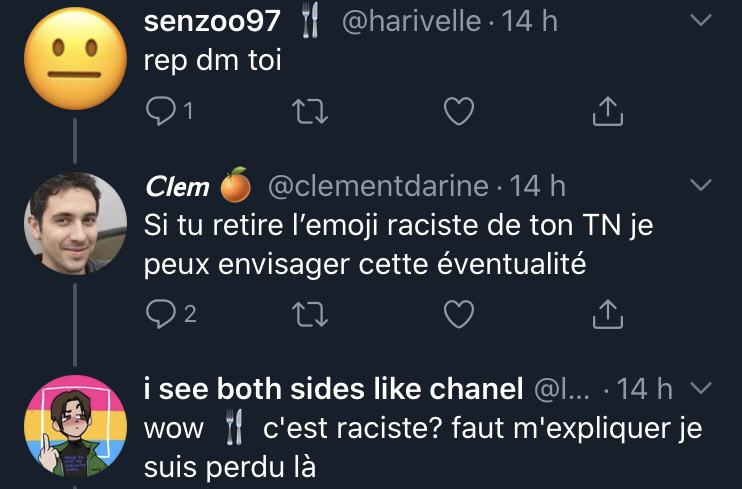 senzoo97 🍴 @harivelle · 14 h
rep dm toi
1
Clem 🍊 @clementdarine · 14 h
Si tu retire l’emoji raciste de ton TN je
peux envisager cette éventualité
2
i see both sides like chanel @l... · 14 h
wow 🍴 c'est raciste? faut m'expliquer je
suis perdu là